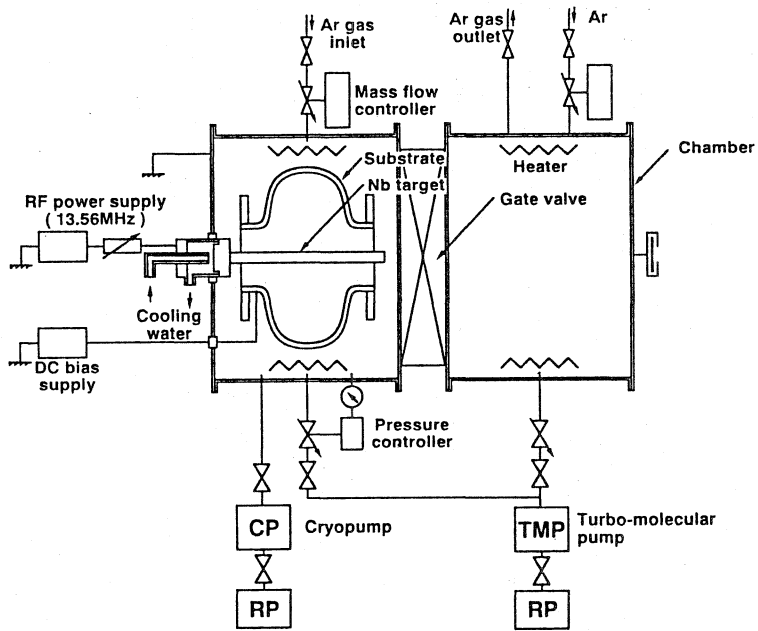 Ar gas
inlet
Ar gas
outlet
Ar
Mass flow
controller
Substrate
Nb target
Heater
Chamber
Gate valve
RF power supply
( 13.56MHz )
Cooling
water
DC bias
supply
Pressure
controller
CP
Cryopump
TMP
Turbo-molecular
pump
RP
RP